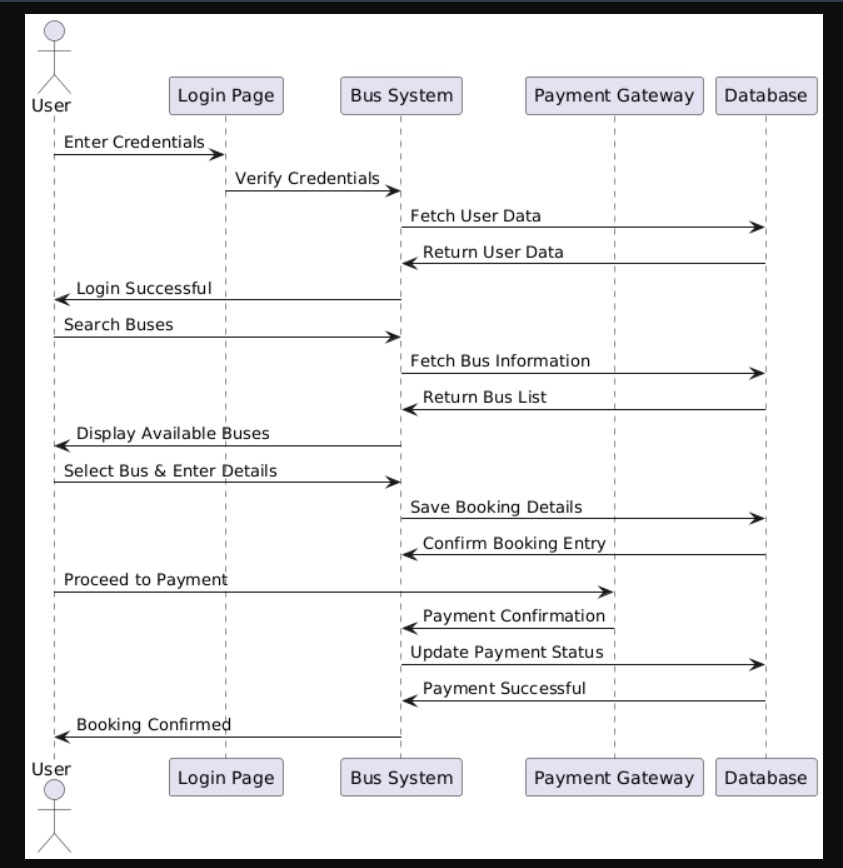 User
Login Page
Bus System
Payment Gateway
Database
Enter Credentials
Verify Credentials
Fetch User Data
Return User Data
Login Successful
Search Buses
Fetch Bus Information
Return Bus List
Display Available Buses
Select Bus & Enter Details
Save Booking Details
Confirm Booking Entry
Proceed to Payment
Payment Confirmation
Update Payment Status
Payment Successful
Booking Confirmed
User
Login Page
Bus System
Payment Gateway
Database